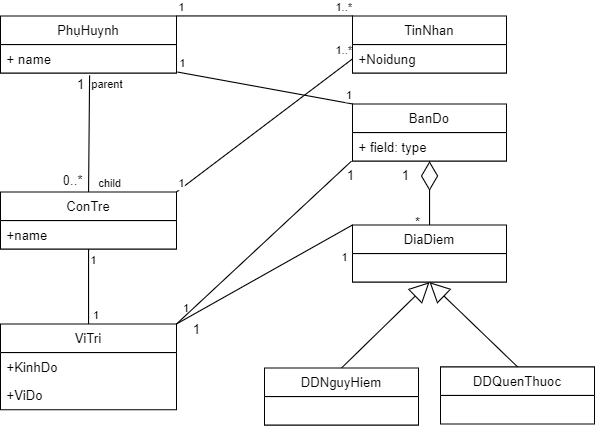 1
1..*
PhụHuynh
TinNhan
+ name
1
1..*
+Noidung
1
parent
1
BanDo
+ field: type
0..*
child
1
1
1
ConTre
+name
*
DiaDiem
1
1
1
1
1
ViTri
+KinhDo
+ViDo
DDNguyHiem
DDQuenThuoc